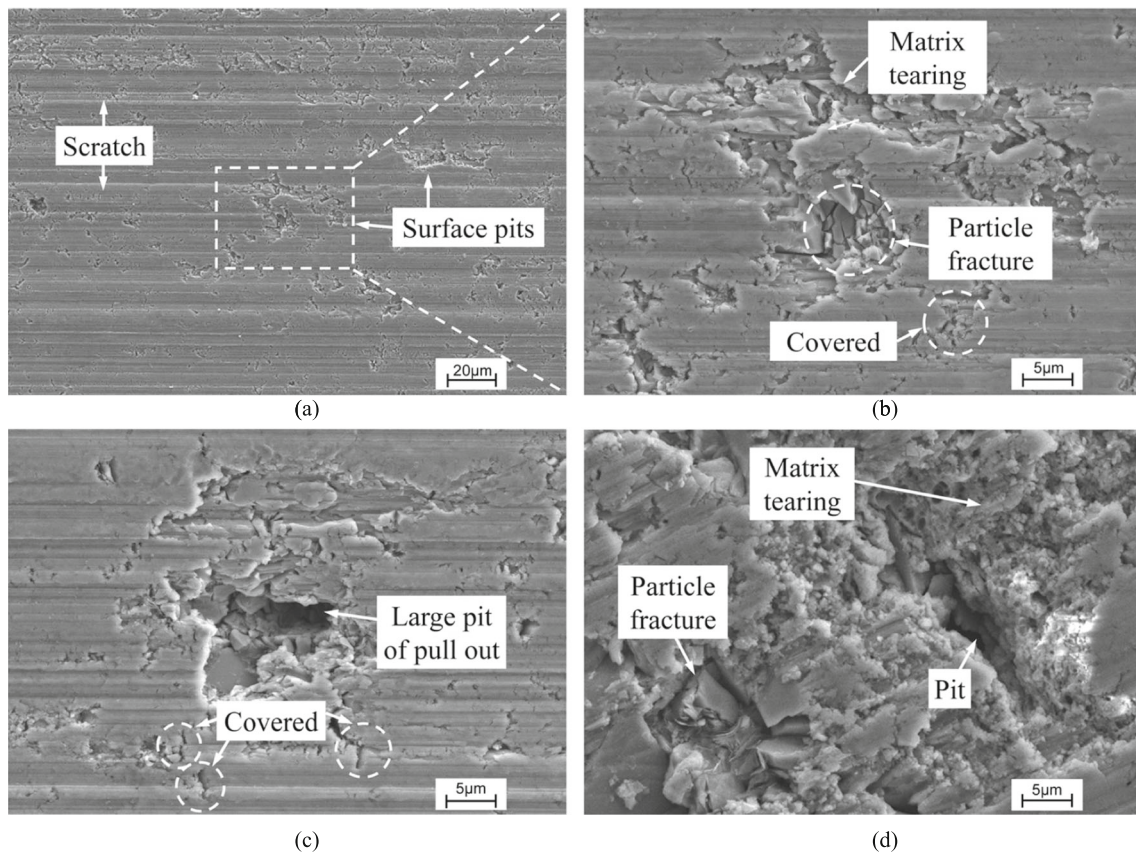 Scratch
Surface pits
20μm
(a)
Matrix
tearing
Particle
fracture
Covered
5μm
(b)
Large pit
of pull out
Covered
5μm
(c)
Matrix
tearing
Particle
fracture
Pit
5μm
(d)